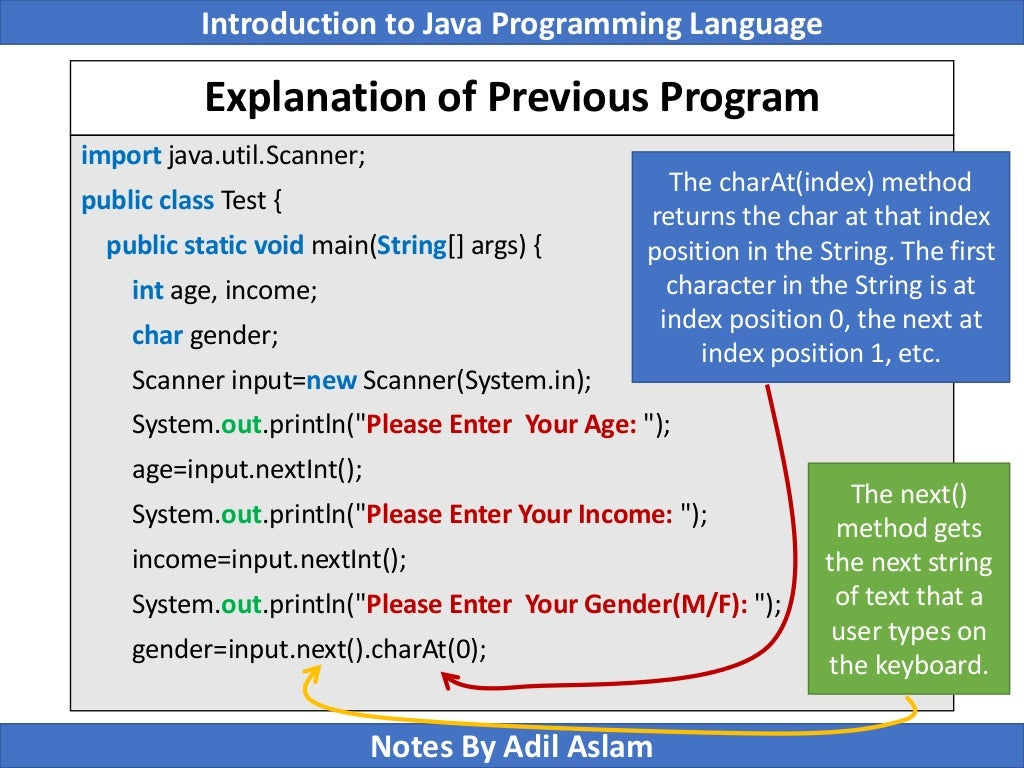 Introduction to Java Programming Language
Explanation of Previous Program
import java.util.Scanner;
public class Test {
public static void main(String[] args) {
int age, income;
char gender;
Scanner input=new Scanner(System.in);
System.out.println("Please Enter  Your Age: ");
age=input.nextInt();
System.out.println("Please Enter Your Income: ");
income=input.nextInt();
System.out.println("Please Enter  Your Gender(M/F): ");
gender=input.next().charAt(0);
The charAt(index) method
returns the char at that index
position in the String. The first
character in the String is at
index position 0, the next at
index position 1, etc.
The next()
method gets
the next string
of text that a
user types on
the keyboard.
Notes By Adil Aslam